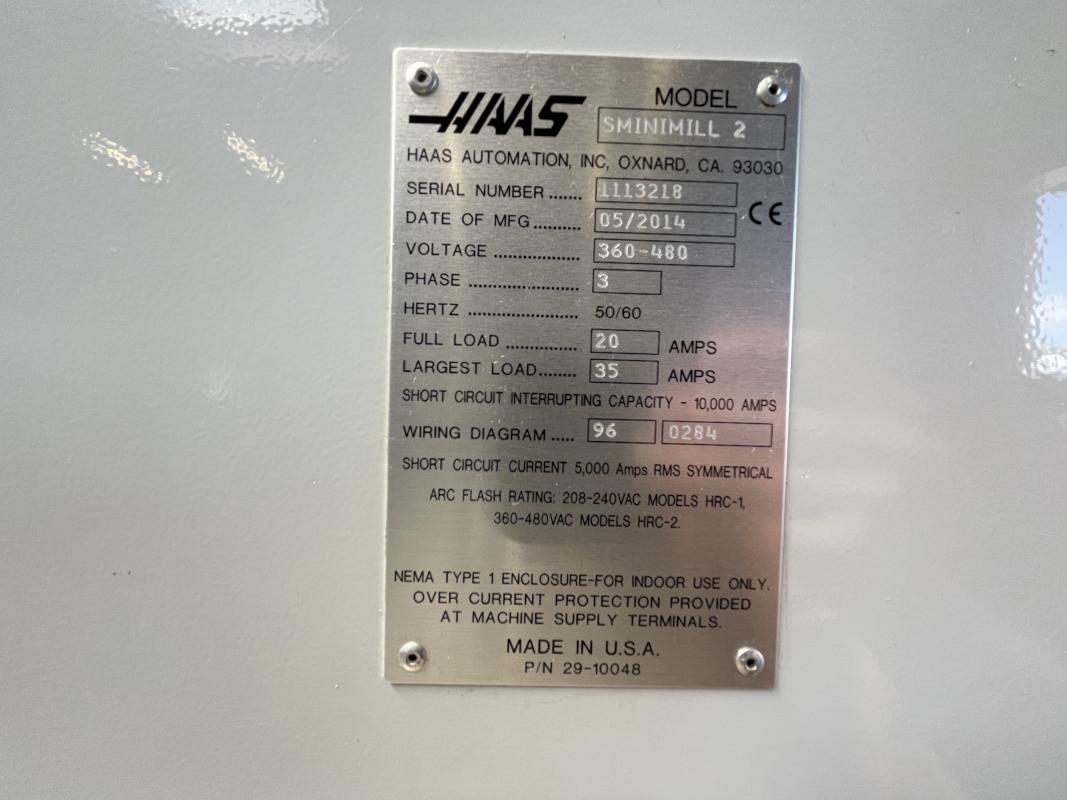 HAAS
MODEL
SMINIMILL 2
HAAS AUTOMATION, INC, OXNARD, CA. 93030
SERIAL NUMBER ....... 1113218
CE
DATE OF MFG.......... 05/2014
VOLTAGE .................. 360-480
PHASE ....................... 3
HERTZ ....................... 50/60
FULL LOAD ............... 20 AMPS
LARGEST LOAD........ 35 AMPS
SHORT CIRCUIT INTERRUPTING CAPACITY - 10,000 AMPS
WIRING DIAGRAM ..... 96 0284
SHORT CIRCUIT CURRENT 5,000 Amps RMS SYMMETRICAL
ARC FLASH RATING: 208-240VAC MODELS HRC-1,
360-480VAC MODELS HRC-2.
NEMA TYPE 1 ENCLOSURE-FOR INDOOR USE ONLY.
OVER CURRENT PROTECTION PROVIDED
AT MACHINE SUPPLY TERMINALS.
MADE IN U.S.A.
P/N 29-10048